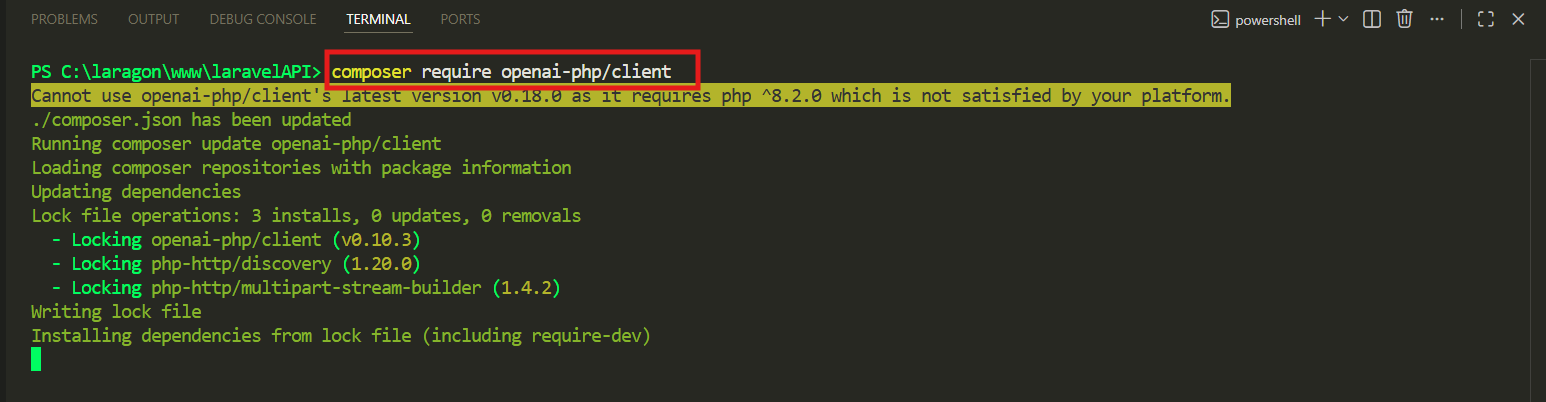 PROBLEMS OUTPUT DEBUG CONSOLE TERMINAL PORTS powershell
PS C:\laragon\www\laravelAPI> composer require openai-php/client
Cannot use openai-php/client's latest version v0.18.0 as it requires php ^8.2.0 which is not satisfied by your platform.
./composer.json has been updated
Running composer update openai-php/client
Loading composer repositories with package information
Updating dependencies
Lock file operations: 3 installs, 0 updates, 0 removals
- Locking openai-php/client (v0.10.3)
- Locking php-http/discovery (1.20.0)
- Locking php-http/multipart-stream-builder (1.4.2)
Writing lock file
Installing dependencies from lock file (including require-dev)